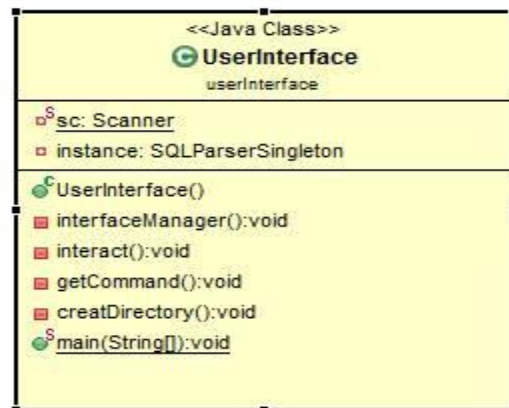 <<Java Class>>
UserInterface
userInterface
sc: Scanner
instance: SQLParserSingleton
UserInterface()
interfaceManager():void
interact():void
getCommand():void
creatDirectory():void
main(String[]):void